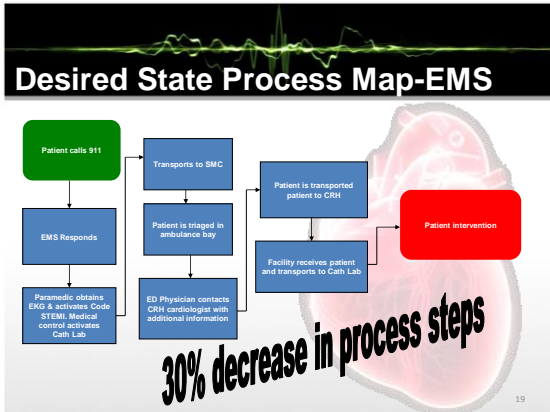 Desired State Process Map-EMS
Patient calls 911
EMS Responds
Paramedic obtains
EKG & activates Code
STEMI. Medical
control activates
Cath Lab
Transports to SMC
Patient is triaged in
ambulance bay
ED Physician contacts
CRH cardiologist with
additional information
Patient is transported
patient to CRH
Facility receives patient
and transports to Cath Lab
Patient intervention
30% decrease in process steps
19